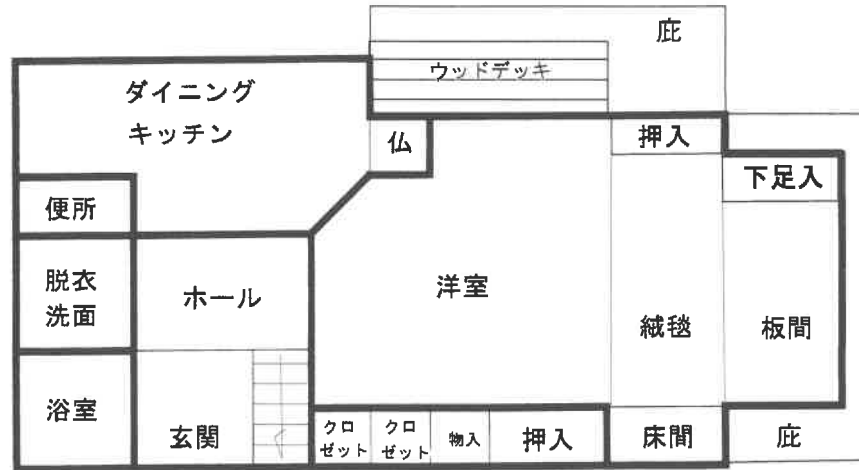 庇
ウッドデッキ
ダイニング
キッチン
仏
押入
下足入
便所
脱衣
洗面
ホール
洋室
絨毯
板間
浴室
玄関
クロ
ゼット
クロ
ゼット
物入
押入
床間
庇